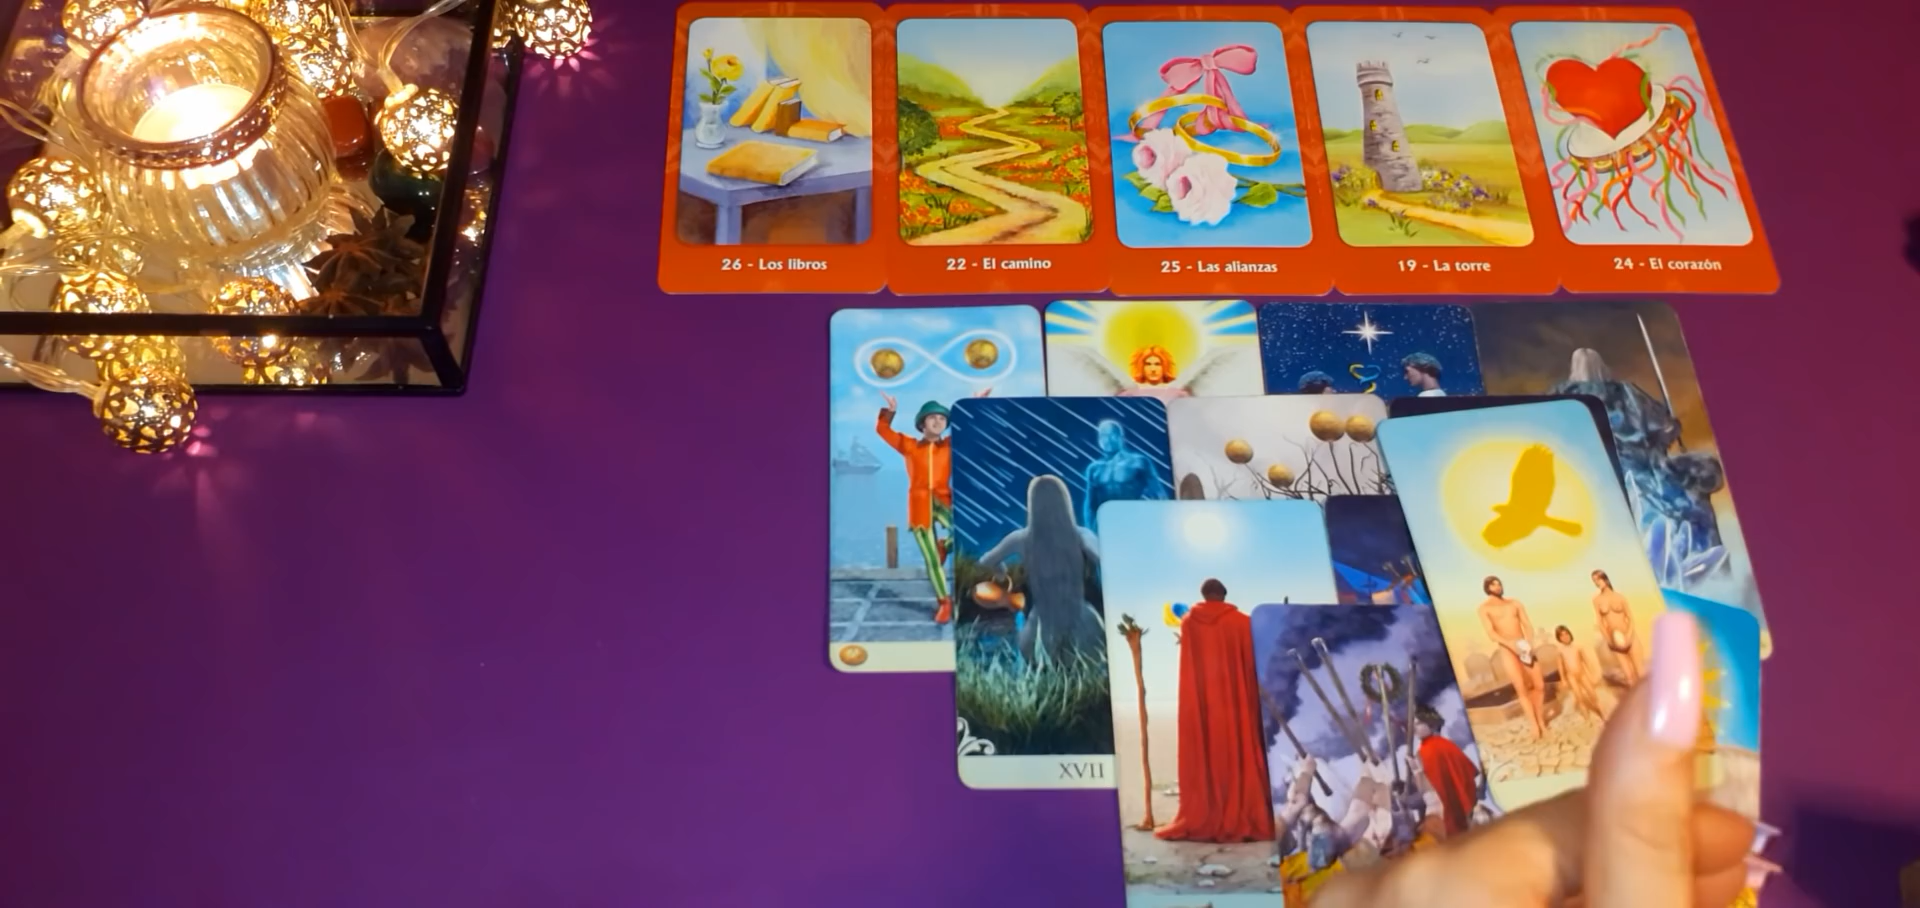 26 - Los libros
22 - El camino
25 - Las alianzas
19 - La torre
24 - El corazón
XVII